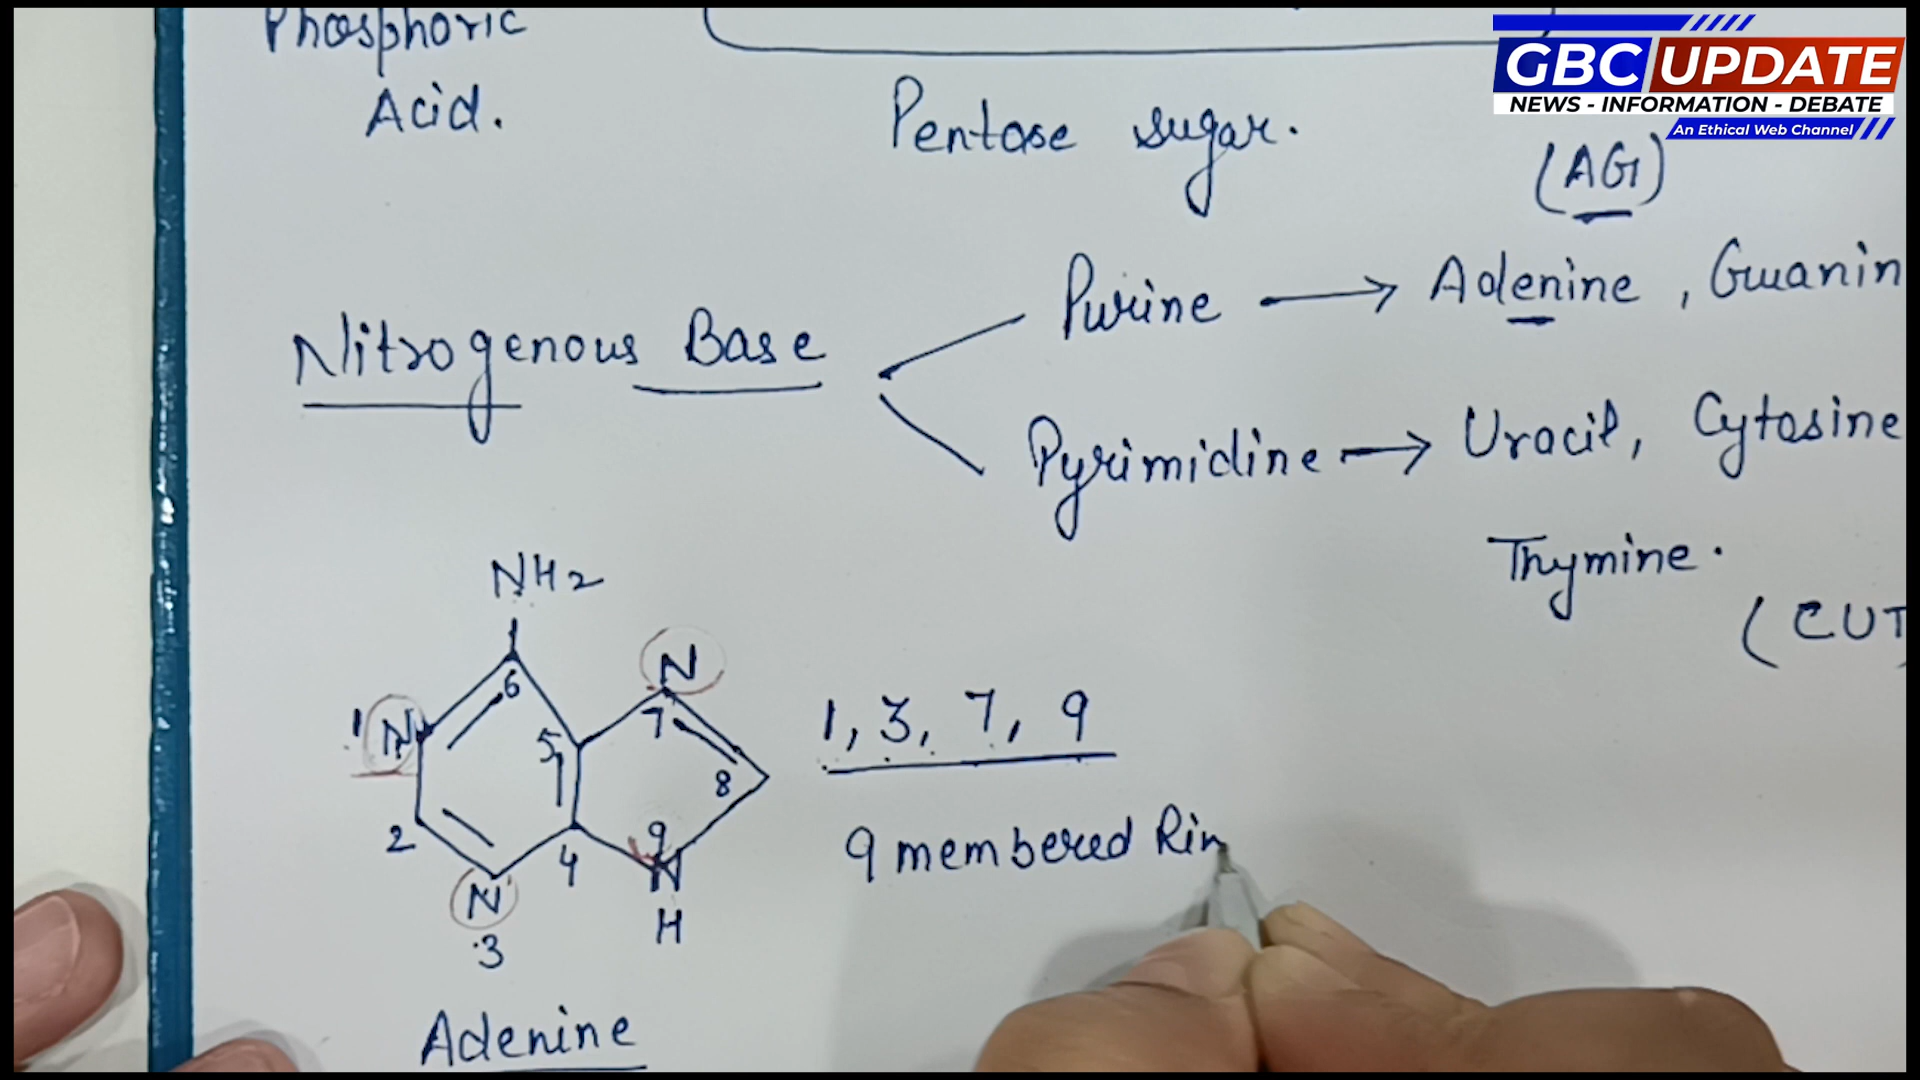 Phosphoric
Acid.
Pentose sugar.
GBC UPDATE
NEWS - INFORMATION - DEBATE
An Ethical Web Channel
(AG)
Nitrogenous Base
Purine → Adenine, Guanin
Pyrimidine → Uracil, Cytosine
Thymine.
(CUT
NH2
6
N
1 N
5
7
8
2
4
9
N
N
H
3
1, 3, 7, 9
9 membered Rin
Adenine